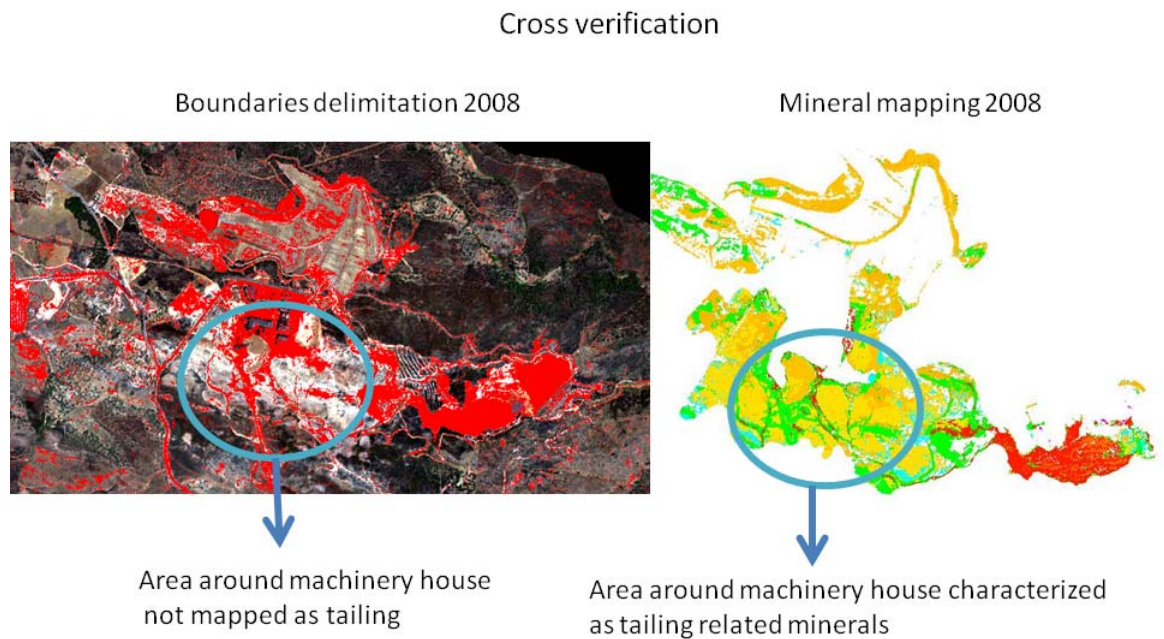 Cross verification
Boundaries delimitation 2008
Mineral mapping 2008
Area around machinery house
not mapped as tailing
Area around machinery house characterized
as tailing related minerals